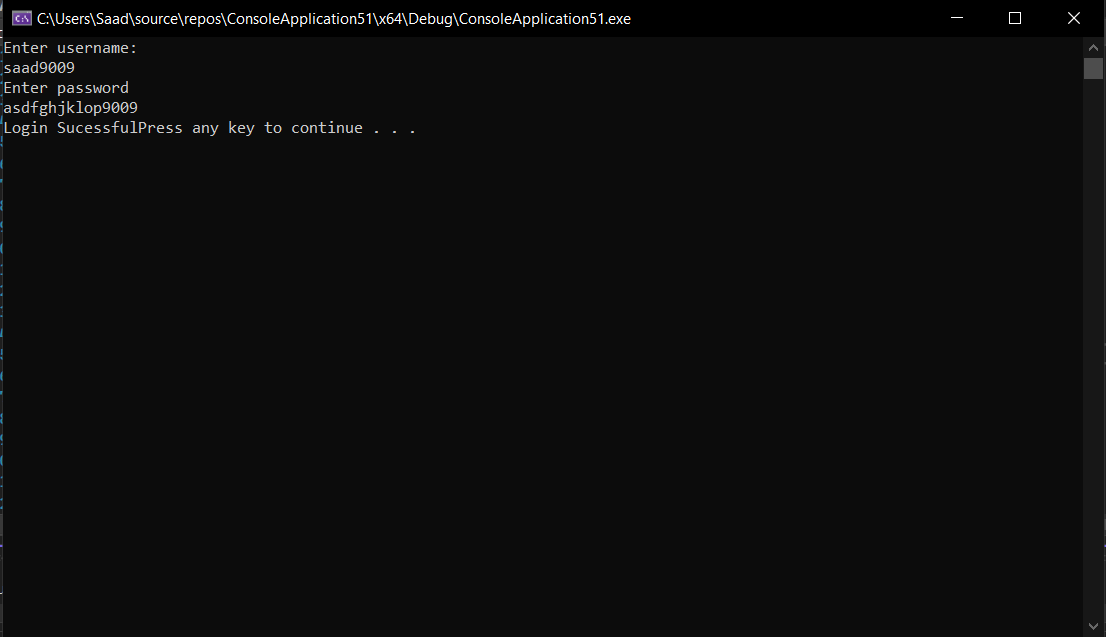 C:\Users\Saad\source\repos\ConsoleApplication51\x64\Debug\ConsoleApplication51.exe
Enter username:
saad9009
Enter password
asdfghjklop9009
Login SucessfulPress any key to continue . . .